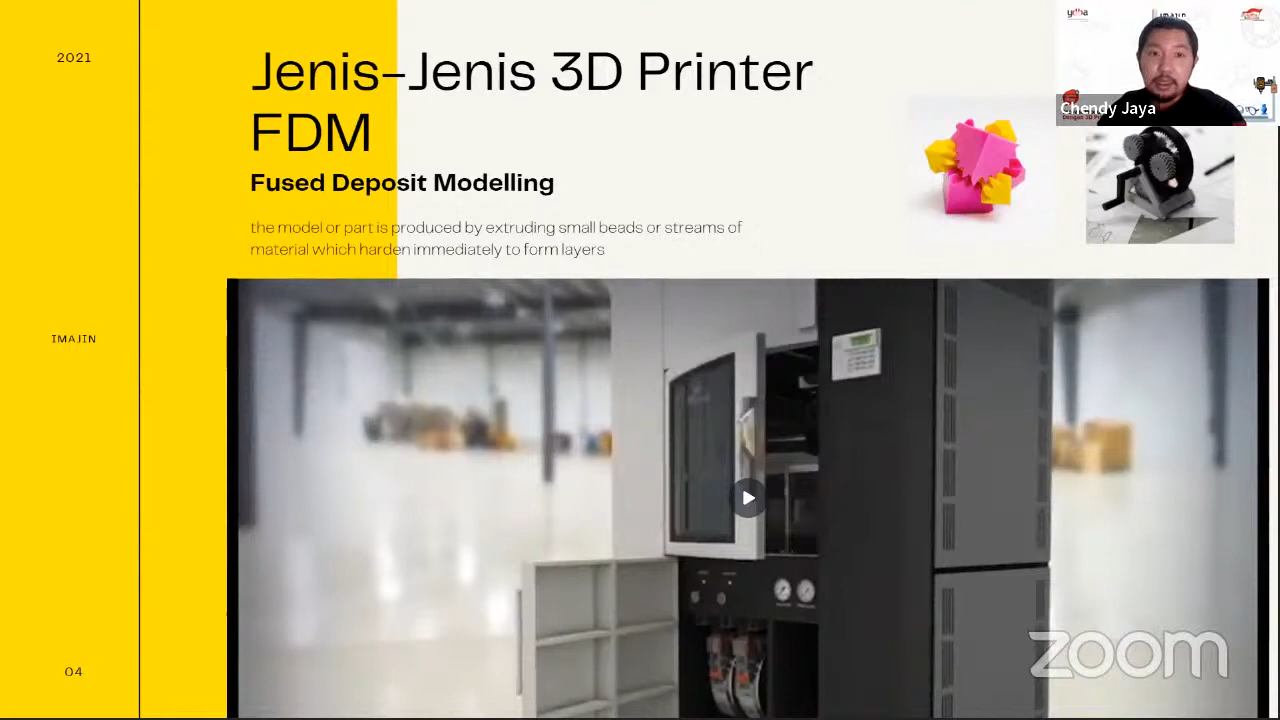 2021
Jenis-Jenis 3D Printer
FDM
Fused Deposit Modelling
the model or part is produced by extruding small beads or streams of
material which harden immediately to form layers
IMAJIN
04
Chendy Jaya
zoom